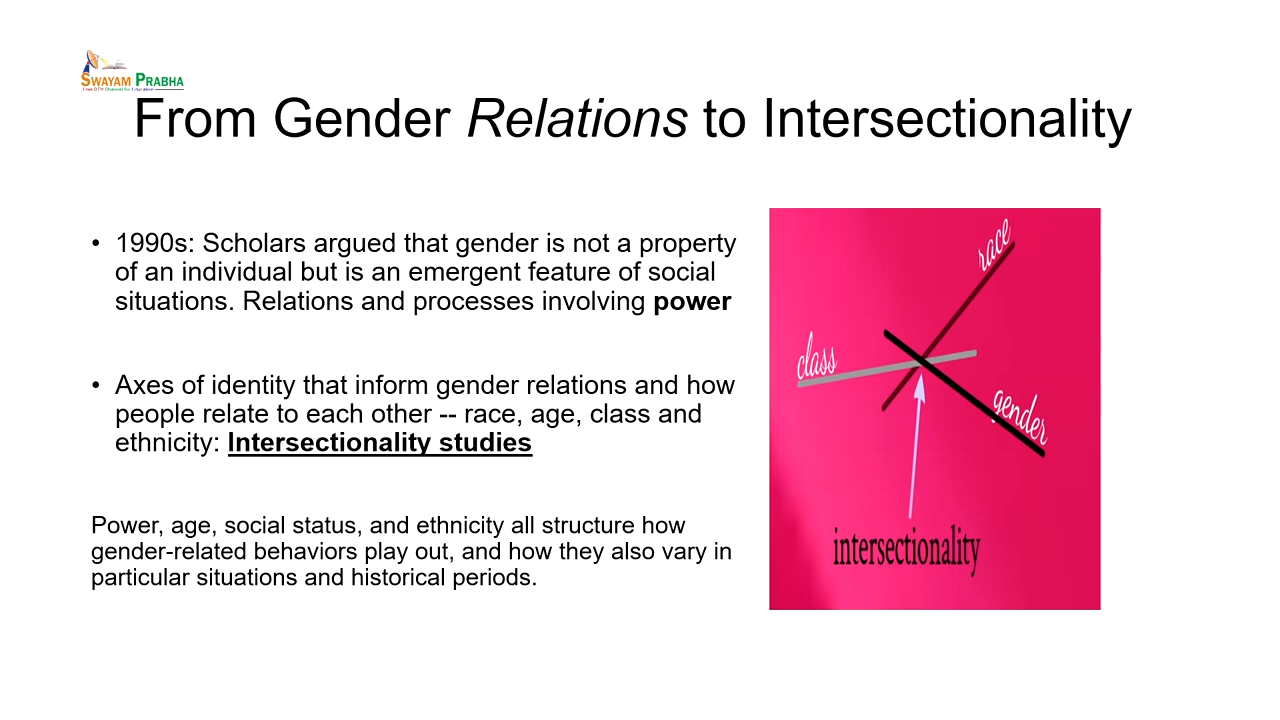 SWAYAM PRABHA
From Gender Relations to Intersectionality
• 1990s: Scholars argued that gender is not a property
of an individual but is an emergent feature of social
situations. Relations and processes involving power
• Axes of identity that inform gender relations and how
people relate to each other -- race, age, class and
ethnicity: Intersectionality studies
Power, age, social status, and ethnicity all structure how
gender-related behaviors play out, and how they also vary in
particular situations and historical periods.
race
class
gender
intersectionality